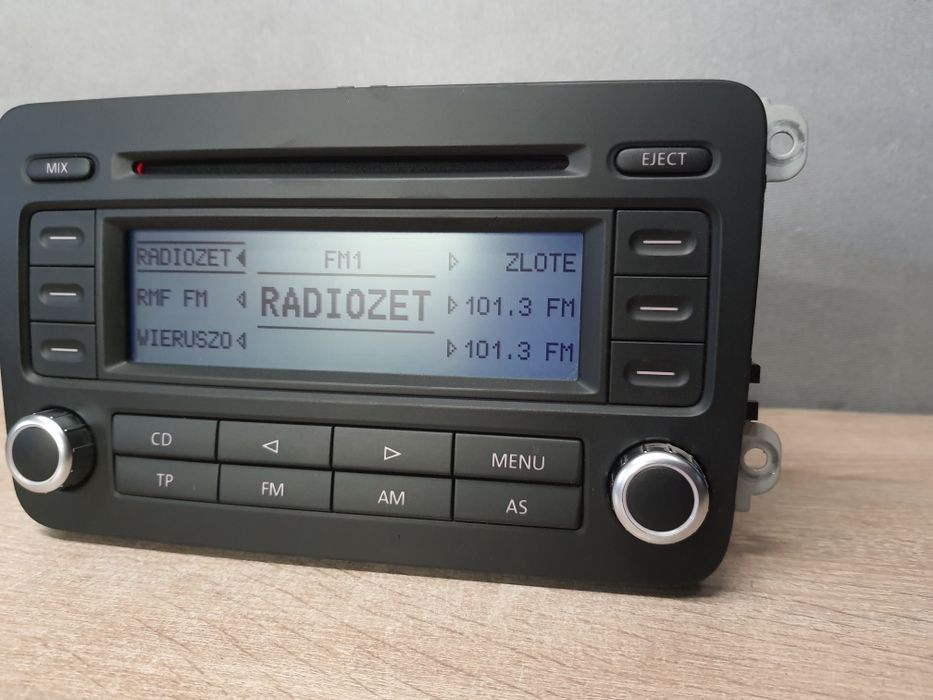 MIX
EJECT
RADIOZET FM1 ZLOTE
RMF FM RADIOZET 101.3 FM
WIERUSZO 101.3 FM
CD MENU
TP FM AM AS